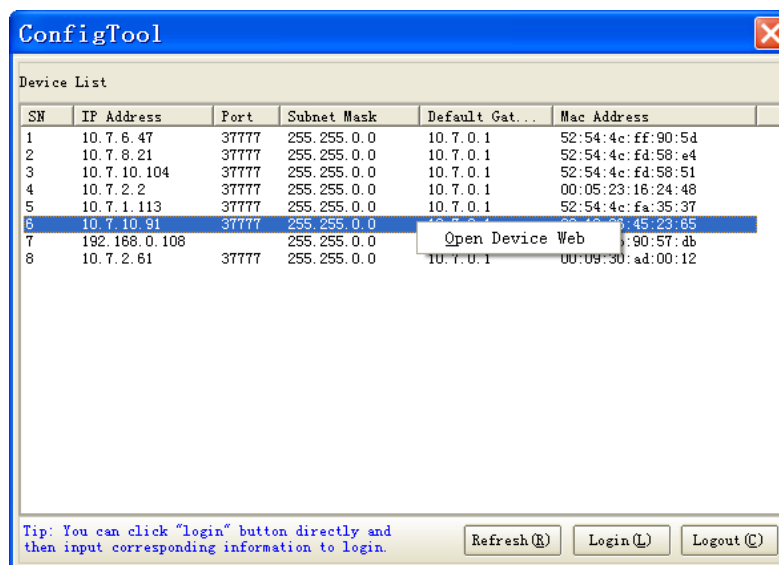 ConfigTool
Device List
SN IP Address Port Subnet Mask Default Gat... Mac Address
1 10.7.6.47 37777 255.255.0.0 10.7.0.1 52:54:4c:ff:90:5d
2 10.7.8.21 37777 255.255.0.0 10.7.0.1 52:54:4c:fd:58:e4
3 10.7.10.104 37777 255.255.0.0 10.7.0.1 52:54:4c:fd:58:51
4 10.7.2.2 37777 255.255.0.0 10.7.0.1 00:05:23:16:24:48
5 10.7.1.113 37777 255.255.0.0 10.7.0.1 52:54:4c:fa:35:37
6 10.7.10.91 37777 255.255.0.0 :45:23:65
Open Device Web
7 192.168.0.108 255.255.0.0 :90:57:db
8 10.7.2.61 37777 255.255.0.0 10.7.0.1 00:09:30:ad:00:12
Tip: You can click "login" button directly and
then input corresponding information to login.
Refresh(R) Login(L) Logout(C)